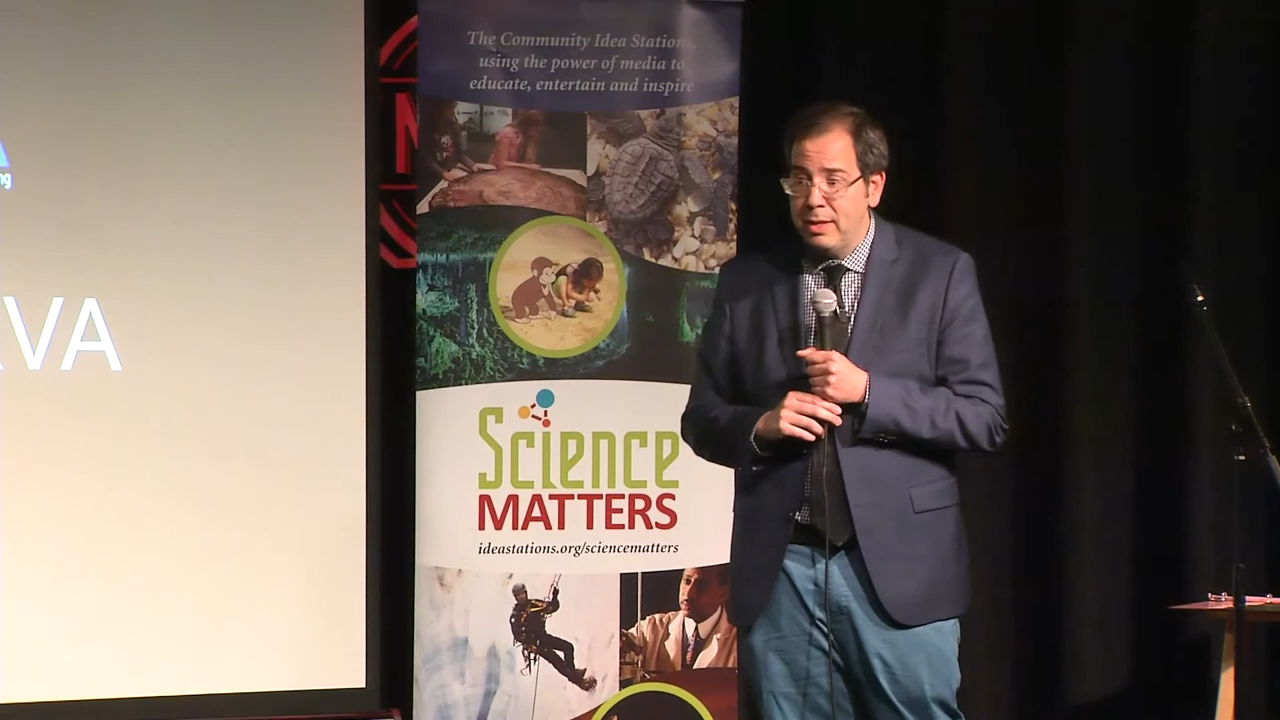 The Community Idea Stations,
using the power of media to
educate, entertain and inspire
ng
VA
Science
MATTERS
ideastations.org/sciencematters